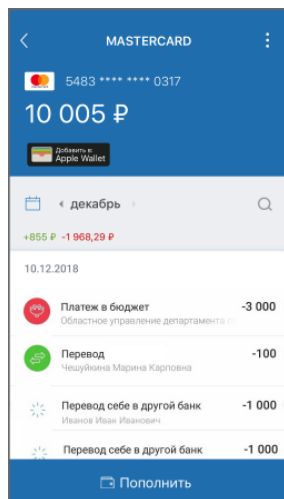 MASTERCARD
5483 **** **** 0317
10 005 ₽
Добавить в
Apple Wallet
декабрь
+855 ₽ -1 968,29 ₽
10.12.2018
Платеж в бюджет -3 000
Областное управление департамента
Перевод -100
Чешуйкина Марина Карповна
Перевод себе в другой банк -1 000
Иванов Иван Иванович
Перевод себе в другой банк -1 000
Пополнить